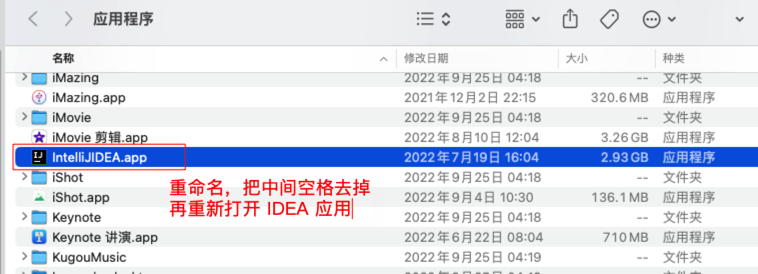 应用程序
名称 修改日期 大小 种类
iMazing 2022年9月25日 04:18 -- 文件夹
iMazing.app 2021年12月2日 22:15 320.6 MB 应用程序
iMovie 2022年9月25日 04:18 -- 文件夹
iMovie 剪辑.app 2022年8月10日 12:04 3.26 GB 应用程序
IntelliJIDEA.app 2022年7月19日 16:04 2.93 GB 应用程序
iShot 2022年9月25日 04:18 -- 文件夹
重命名，把中间空格去掉
iShot.app 2022年9月4日 10:30 136.1 MB 应用程序
再重新打开 IDEA 应用
Keynote 2022年9月25日 04:18 -- 文件夹
Keynote 讲演.app 2022年6月22日 08:04 710 MB 应用程序
KugouMusic 2022年9月25日 04:19 -- 文件夹